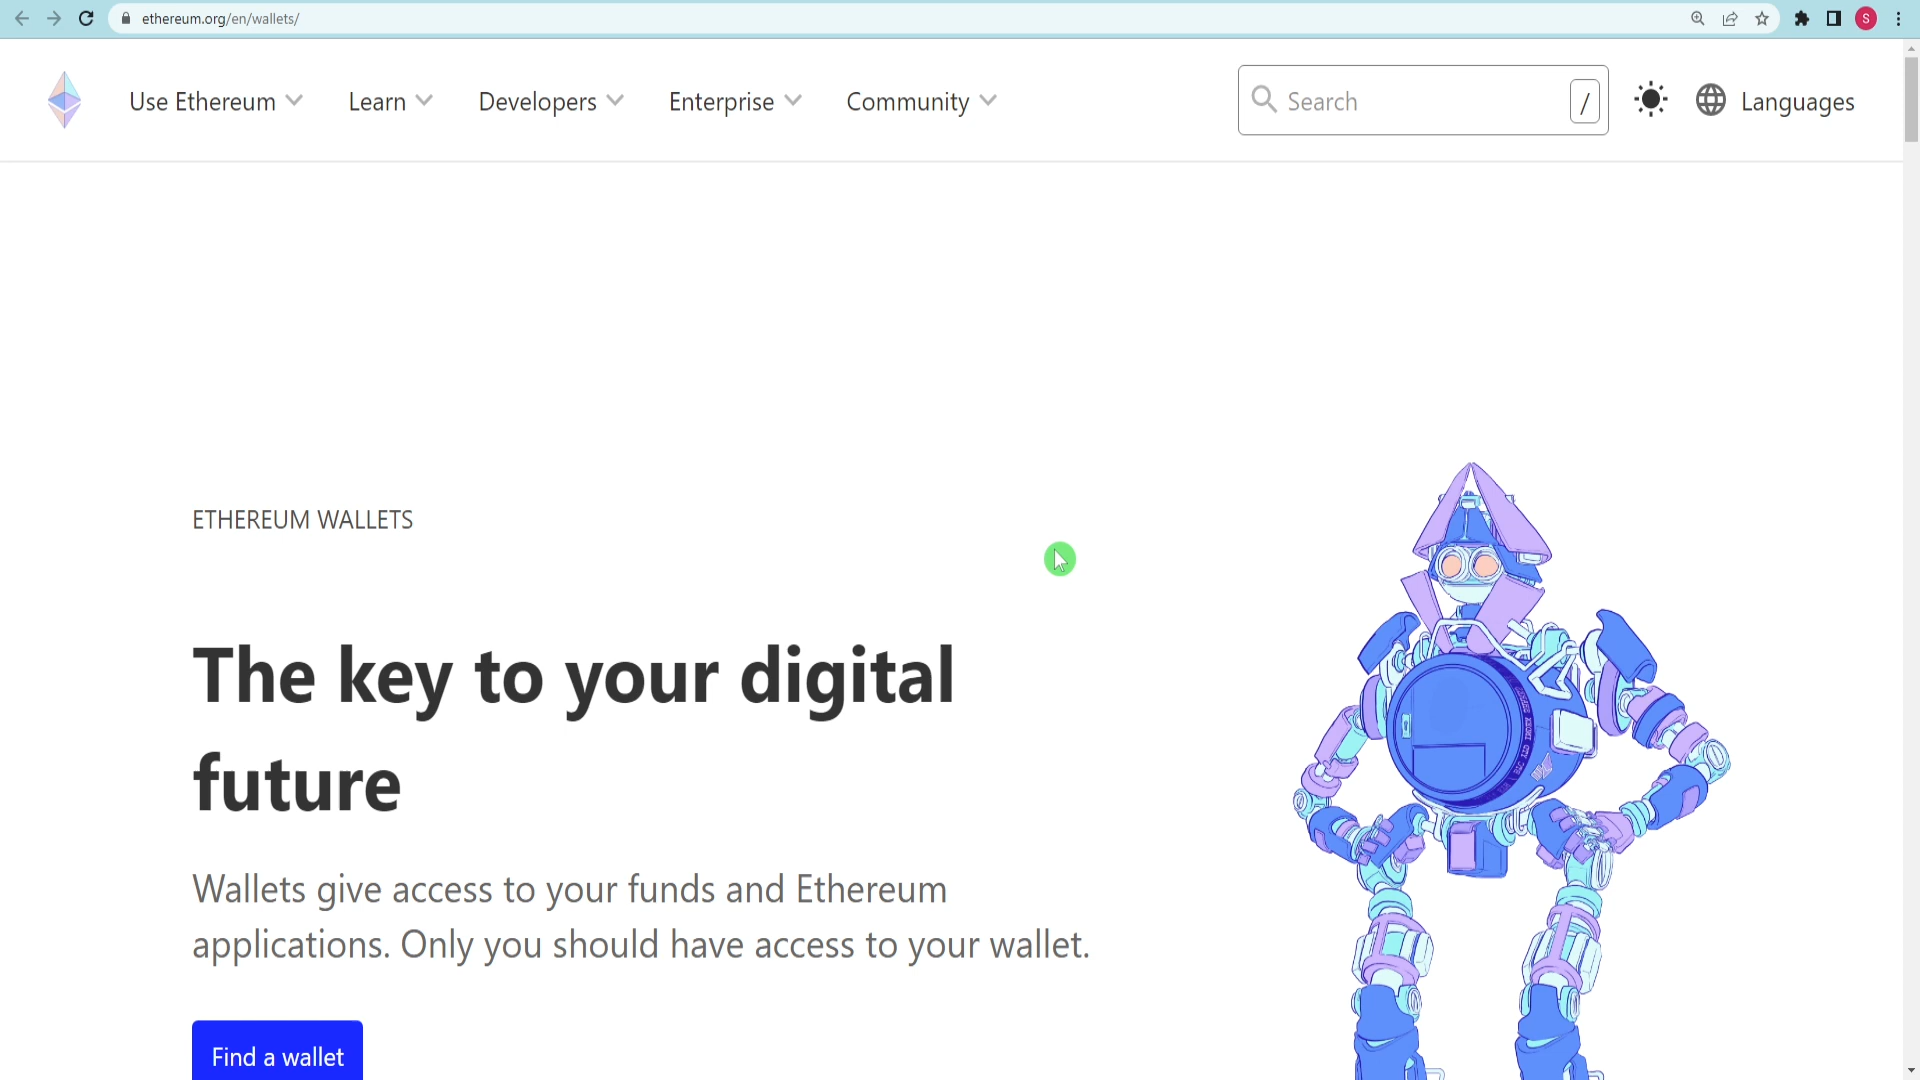 ethereum.org/en/wallets/
S
Use Ethereum
Learn
Developers
Enterprise
Community
Search
/
Languages
ETHEREUM WALLETS
The key to your digital
future
Wallets give access to your funds and Ethereum
applications. Only you should have access to your wallet.
Find a wallet